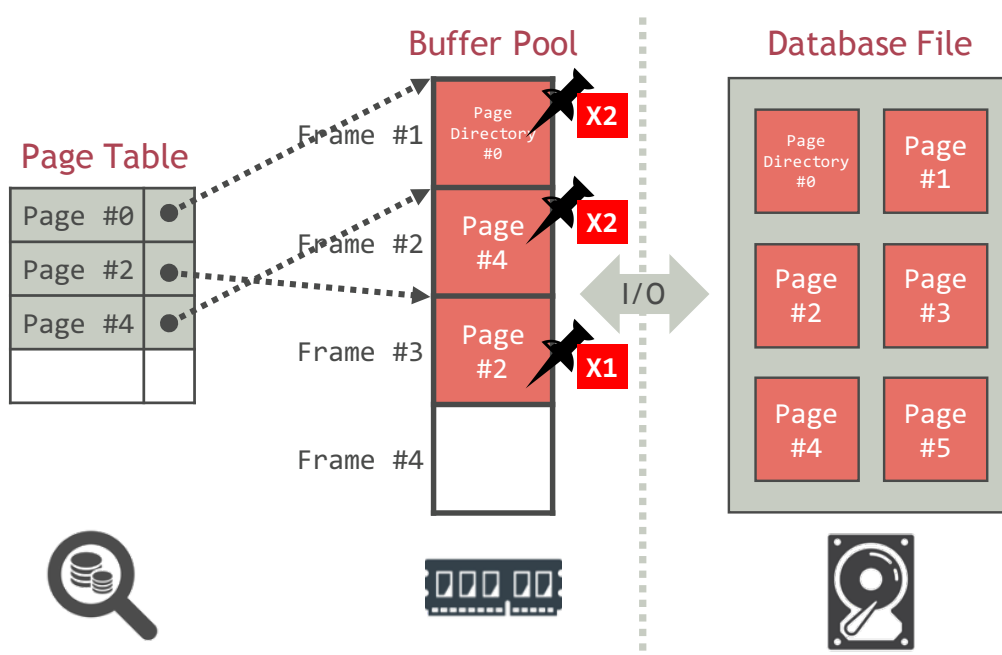 Buffer Pool
Database File
Page Table
Page #0
Page #2
Page #4
Frame #1
Frame #2
Frame #3
Frame #4
Page
Directory
#0
X2
Page
#4
X2
Page
#2
X1
I/O
Page
Directory
#0
Page
#1
Page
#2
Page
#3
Page
#4
Page
#5